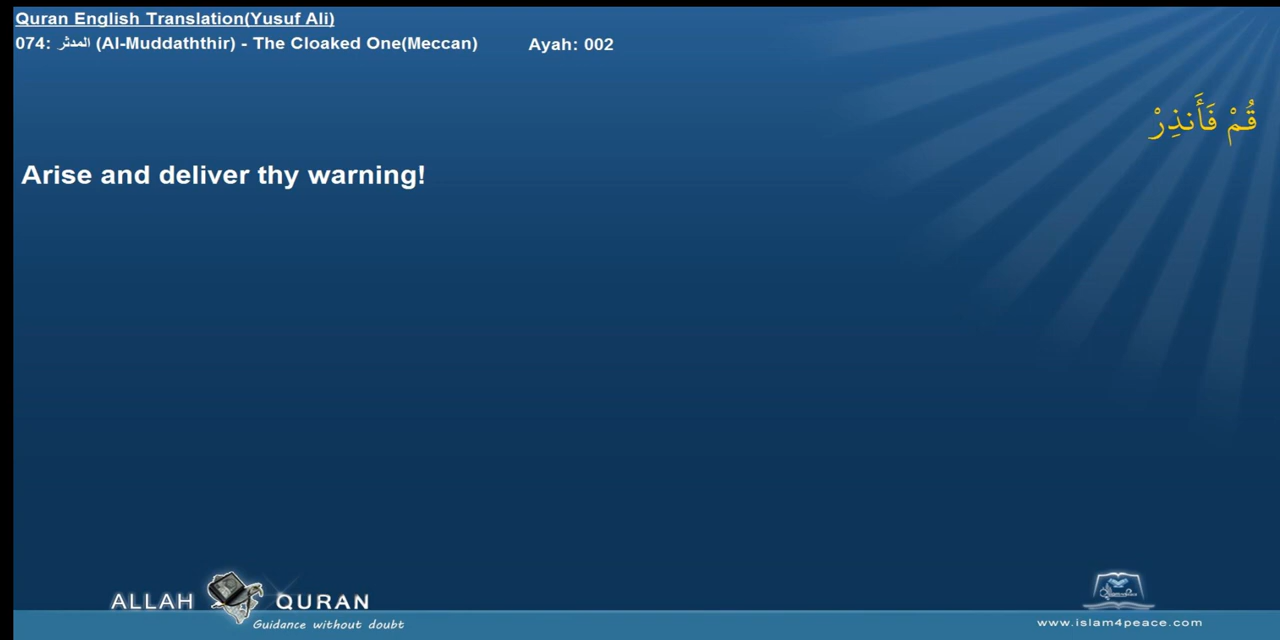 Quran English Translation(Yusuf Ali)
074: المدثر (Al-Muddaththir) - The Cloaked One(Meccan) Ayah: 002
قُمْ فَأَنذِرْ
Arise and deliver thy warning!
ALLAH QURAN
Guidance without doubt
www.islam4peace.com